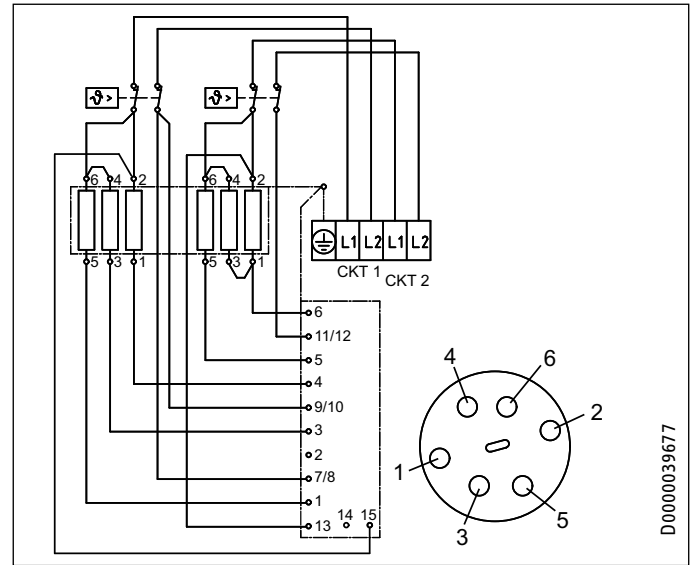 ϑ > ϑ >
6 4 2 6 4 2
L1 L2 L1 L2
CKT 1 CKT 2
5 3 1 5 3 1
6
11/12
5
4
9/10
3
2
7/8
1
13 14 15
4 6
1 2
3 5
D0000039677